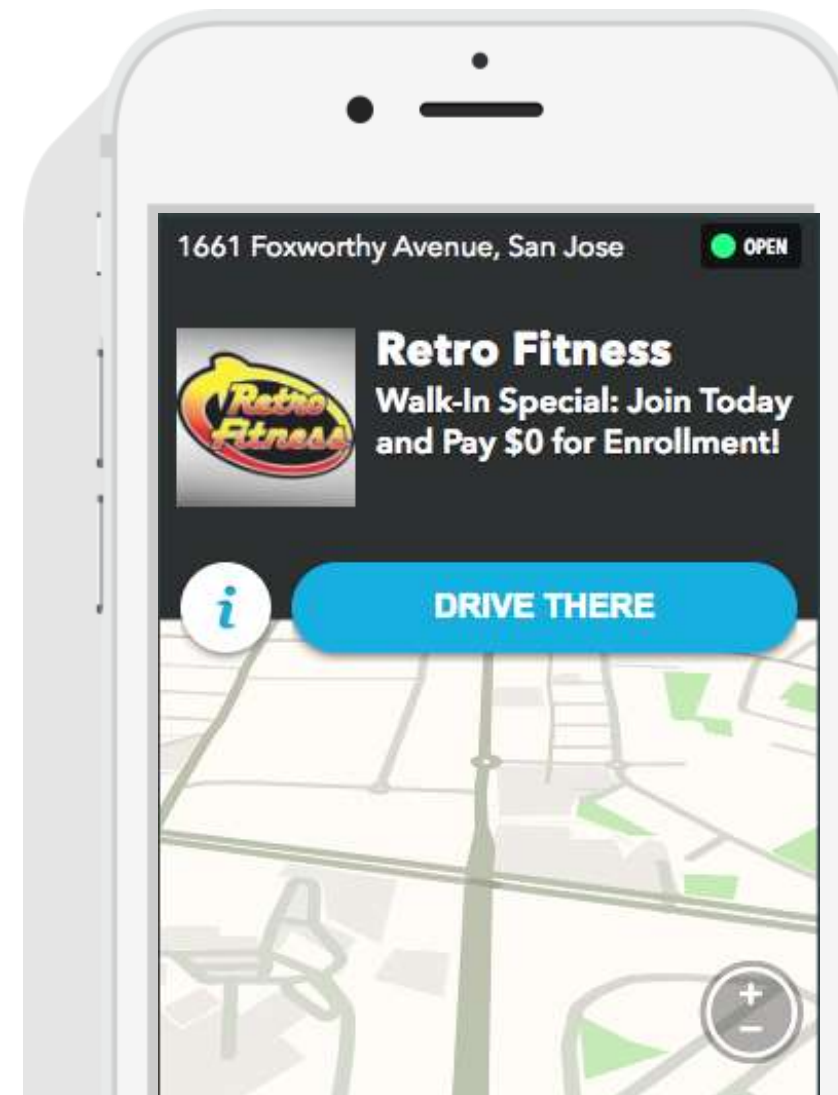 1661 Foxworthy Avenue, San Jose
OPEN
Retro Fitness
Walk-In Special: Join Today
and Pay $0 for Enrollment!
Retro
Fitness
i
DRIVE THERE
+
−